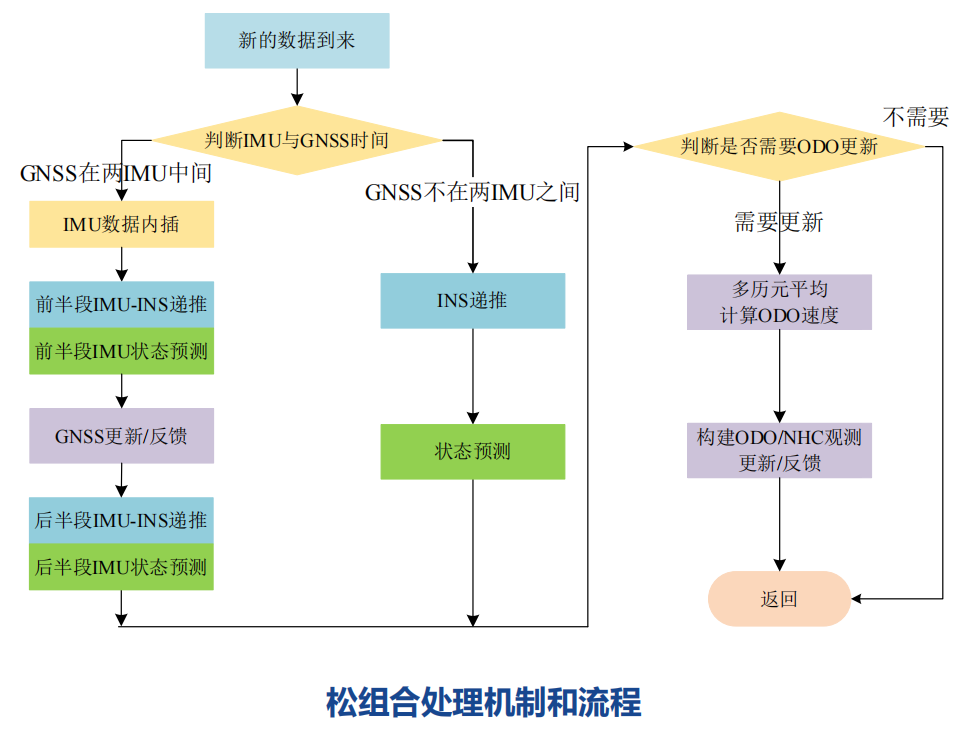 新的数据到来
判断IMU与GNSS时间
GNSS在两IMU中间
IMU数据内插
前半段IMU-INS递推
前半段IMU状态预测
GNSS更新/反馈
后半段IMU-INS递推
后半段IMU状态预测
GNSS不在两IMU之间
INS递推
状态预测
判断是否需要ODO更新
不需要
需要更新
多历元平均
计算ODO速度
构建ODO/NHC观测
更新/反馈
返回
松组合处理机制和流程